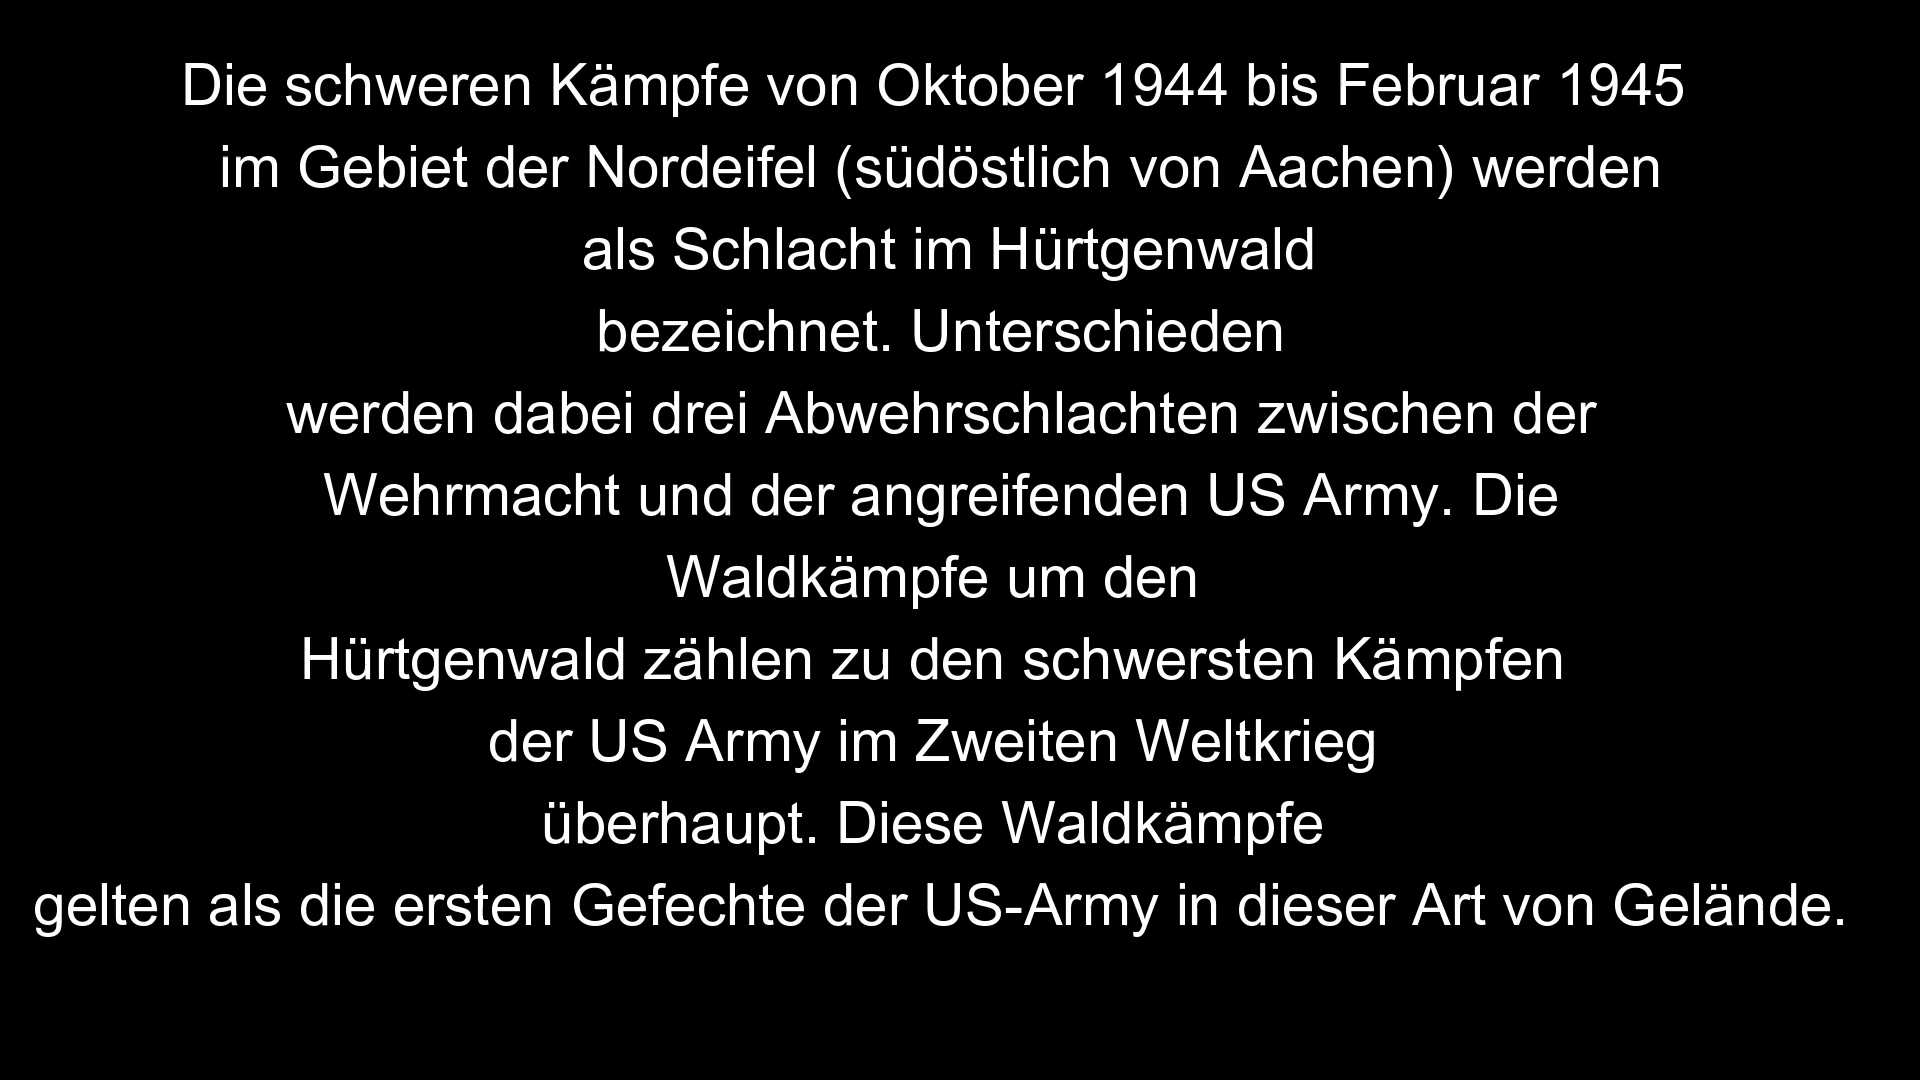 Die schweren Kämpfe von Oktober 1944 bis Februar 1945
im Gebiet der Nordeifel (südöstlich von Aachen) werden
als Schlacht im Hürtgenwald
bezeichnet. Unterschieden
werden dabei drei Abwehrschlachten zwischen der
Wehrmacht und der angreifenden US Army. Die
Waldkämpfe um den
Hürtgenwald zählen zu den schwersten Kämpfen
der US Army im Zweiten Weltkrieg
überhaupt. Diese Waldkämpfe
gelten als die ersten Gefechte der US-Army in dieser Art von Gelände.